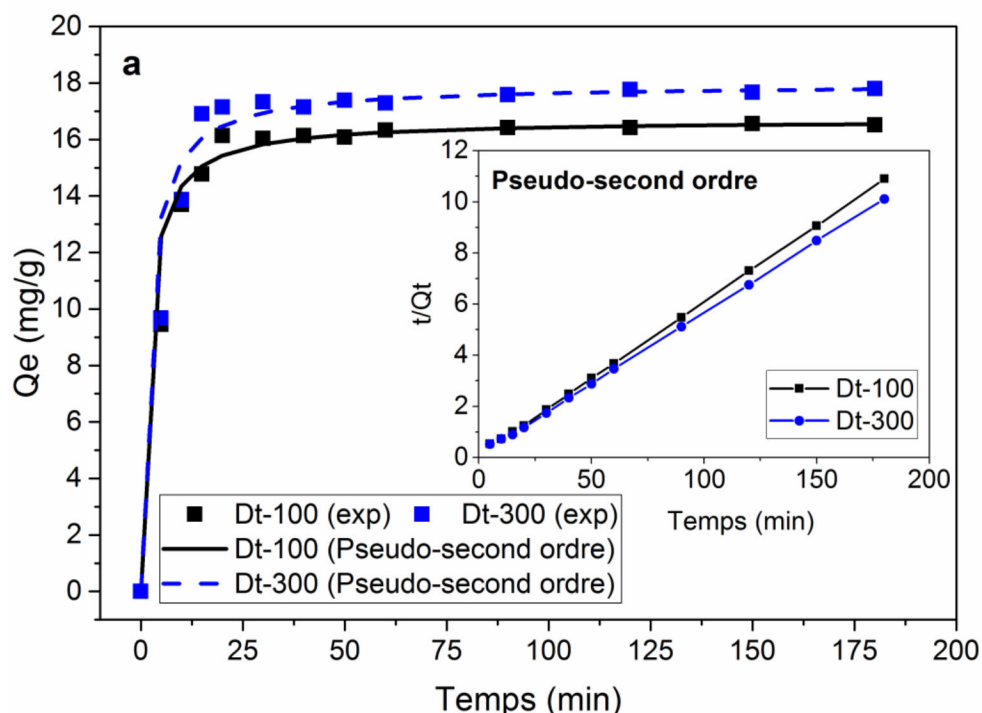 a
20
18
16
14
12
10
8
6
4
2
0
Qe (mg/g)
0 25 50 75 100 125 150 175 200
Temps (min)
Pseudo-second ordre
12
10
8
6
4
2
0
t/Qt
0 50 100 150 200
Temps (min)
Dt-100
Dt-300
Dt-100 (exp) Dt-300 (exp)
Dt-100 (Pseudo-second ordre)
Dt-300 (Pseudo-second ordre)